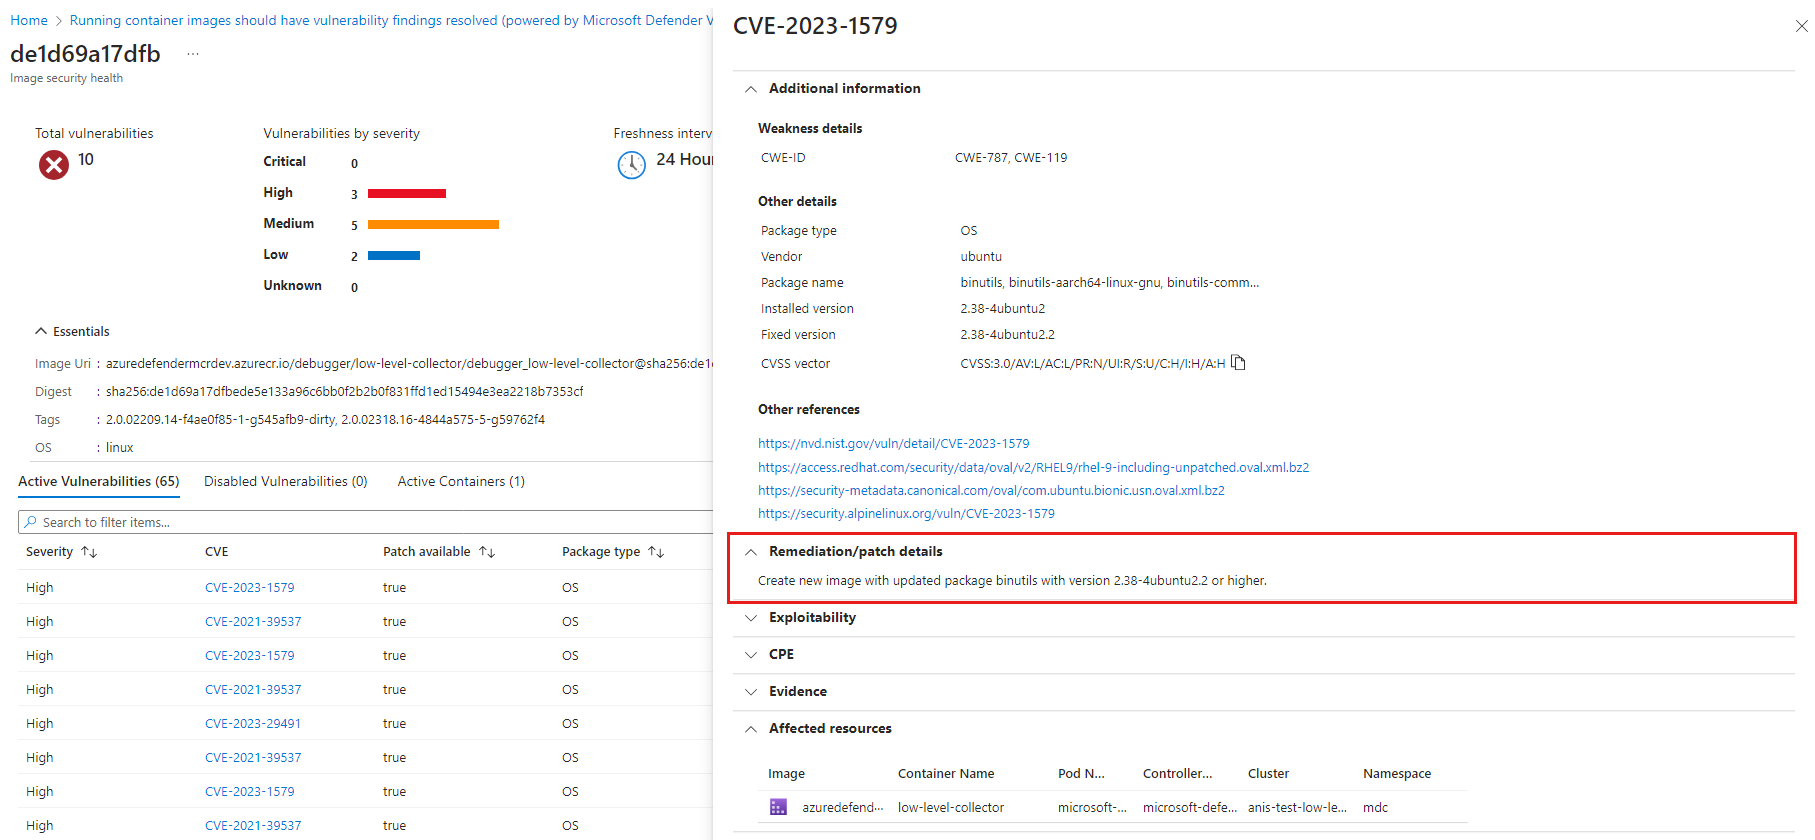 Home > Running container images should have vulnerability findings resolved (powered by Microsoft Defender V
de1d69a17dfb ...
Image security health
Total vulnerabilities
10
Vulnerabilities by severity
Critical 0
High 3
Medium 5
Low 2
Unknown 0
Freshness interv
24 Hour
Essentials
Image Uri : azuredefendermcrdev.azurecr.io/debugger/low-level-collector/debugger_low-level-collector@sha256:de1
Digest : sha256:de1d69a17dfbede5e133a96c6bb0f2b2b0f831ffd1ed15494e3ea2218b7353cf
Tags : 2.0.02209.14-f4ae0f85-1-g545afb9-dirty, 2.0.02318.16-4844a575-5-g59762f4
OS : linux
Active Vulnerabilities (65) Disabled Vulnerabilities (0) Active Containers (1)
Search to filter items...
Severity ↑↓ CVE Patch available ↑↓ Package type ↑↓
High CVE-2023-1579 true OS
High CVE-2021-39537 true OS
High CVE-2023-1579 true OS
High CVE-2021-39537 true OS
High CVE-2023-29491 true OS
High CVE-2021-39537 true OS
High CVE-2023-1579 true OS
High CVE-2021-39537 true OS
CVE-2023-1579
Additional information
Weakness details
CWE-ID CWE-787, CWE-119
Other details
Package type OS
Vendor ubuntu
Package name binutils, binutils-aarch64-linux-gnu, binutils-comm...
Installed version 2.38-4ubuntu2
Fixed version 2.38-4ubuntu2.2
CVSS vector CVSS:3.0/AV:L/AC:L/PR:N/UI:R/S:U/C:H/I:H/A:H
Other references
https://nvd.nist.gov/vuln/detail/CVE-2023-1579
https://access.redhat.com/security/data/oval/v2/RHEL9/rhel-9-including-unpatched.oval.xml.bz2
https://security-metadata.canonical.com/oval/com.ubuntu.bionic.usn.oval.xml.bz2
https://security.alpinelinux.org/vuln/CVE-2023-1579
Remediation/patch details
Create new image with updated package binutils with version 2.38-4ubuntu2.2 or higher.
Exploitability
CPE
Evidence
Affected resources
Image Container Name Pod N... Controller... Cluster Namespace
azuredefend... low-level-collector microsoft-... microsoft-defe... anis-test-low-le... mdc